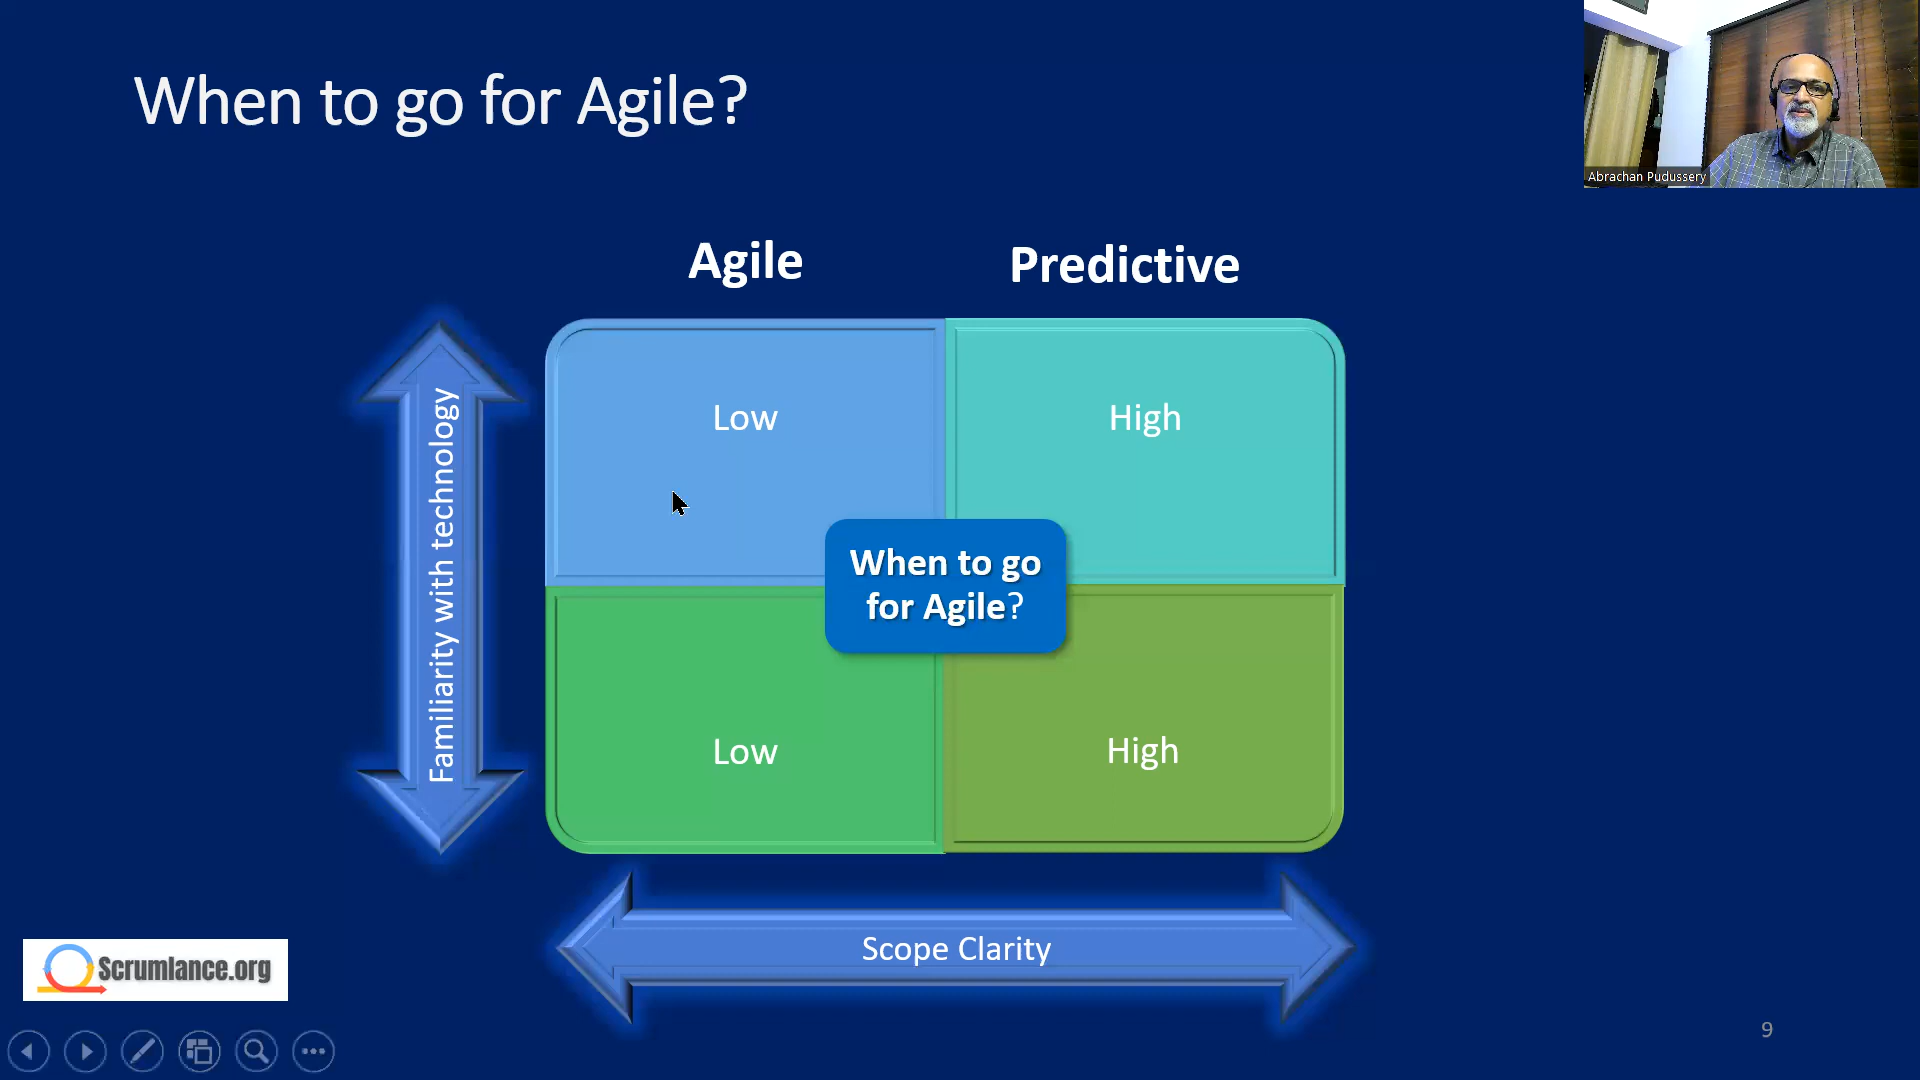 When to go for Agile?
Abrachan Pudussery
Agile
Predictive
Familiarity with technology
Low
High
When to go
for Agile?
Low
High
Scope Clarity
Scrumlance.org
9